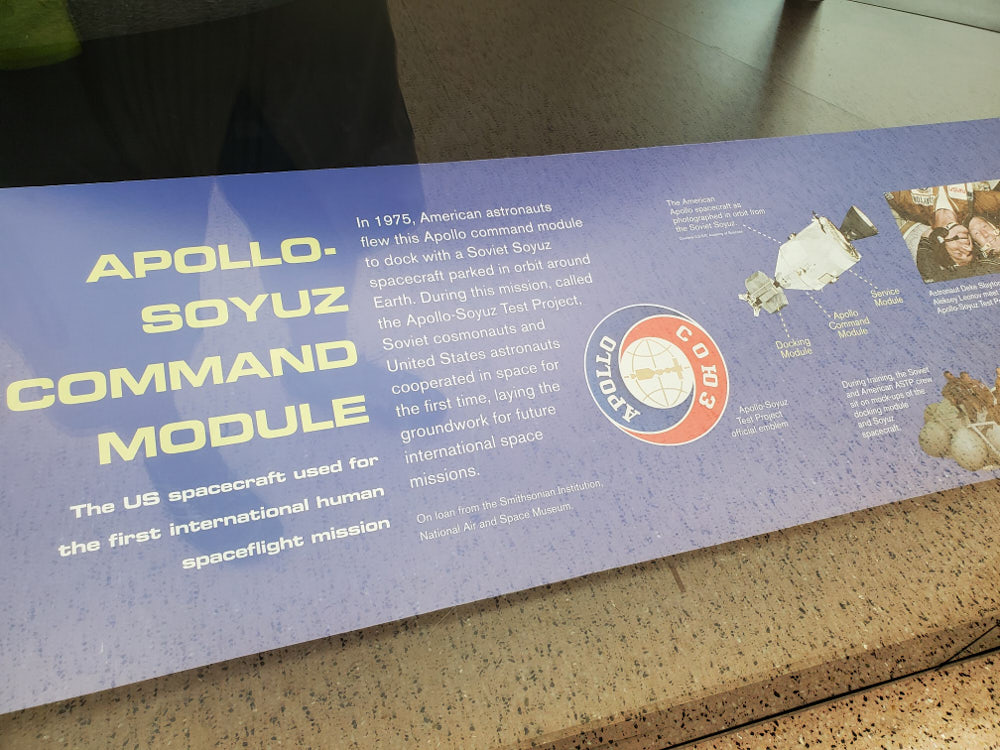 APOLLO-
SOYUZ
COMMAND
MODULE
The US spacecraft used for
the first international human
spaceflight mission
In 1975, American astronauts
flew this Apollo command module
to dock with a Soviet Soyuz
spacecraft parked in orbit around
Earth. During this mission, called
the Apollo-Soyuz Test Project,
Soviet cosmonauts and
United States astronauts
cooperated in space for
the first time, laying the
groundwork for future
international space
missions.
On loan from the Smithsonian Institution,
National Air and Space Museum.
APOLLO
СОЮЗ
Apollo-Soyuz
Test Project
official emblem
The American
Apollo spacecraft as
photographed in orbit from
the Soviet Soyuz.
Docking
Module
Apollo
Command
Module
Service
Module
Astronaut Deke Slayton
Aleksey Leonov
Apollo-Soyuz Test
During training, the Soviet
and American ASTP crew
sit on mock-ups of the
docking module
and Soyuz
spacecraft.